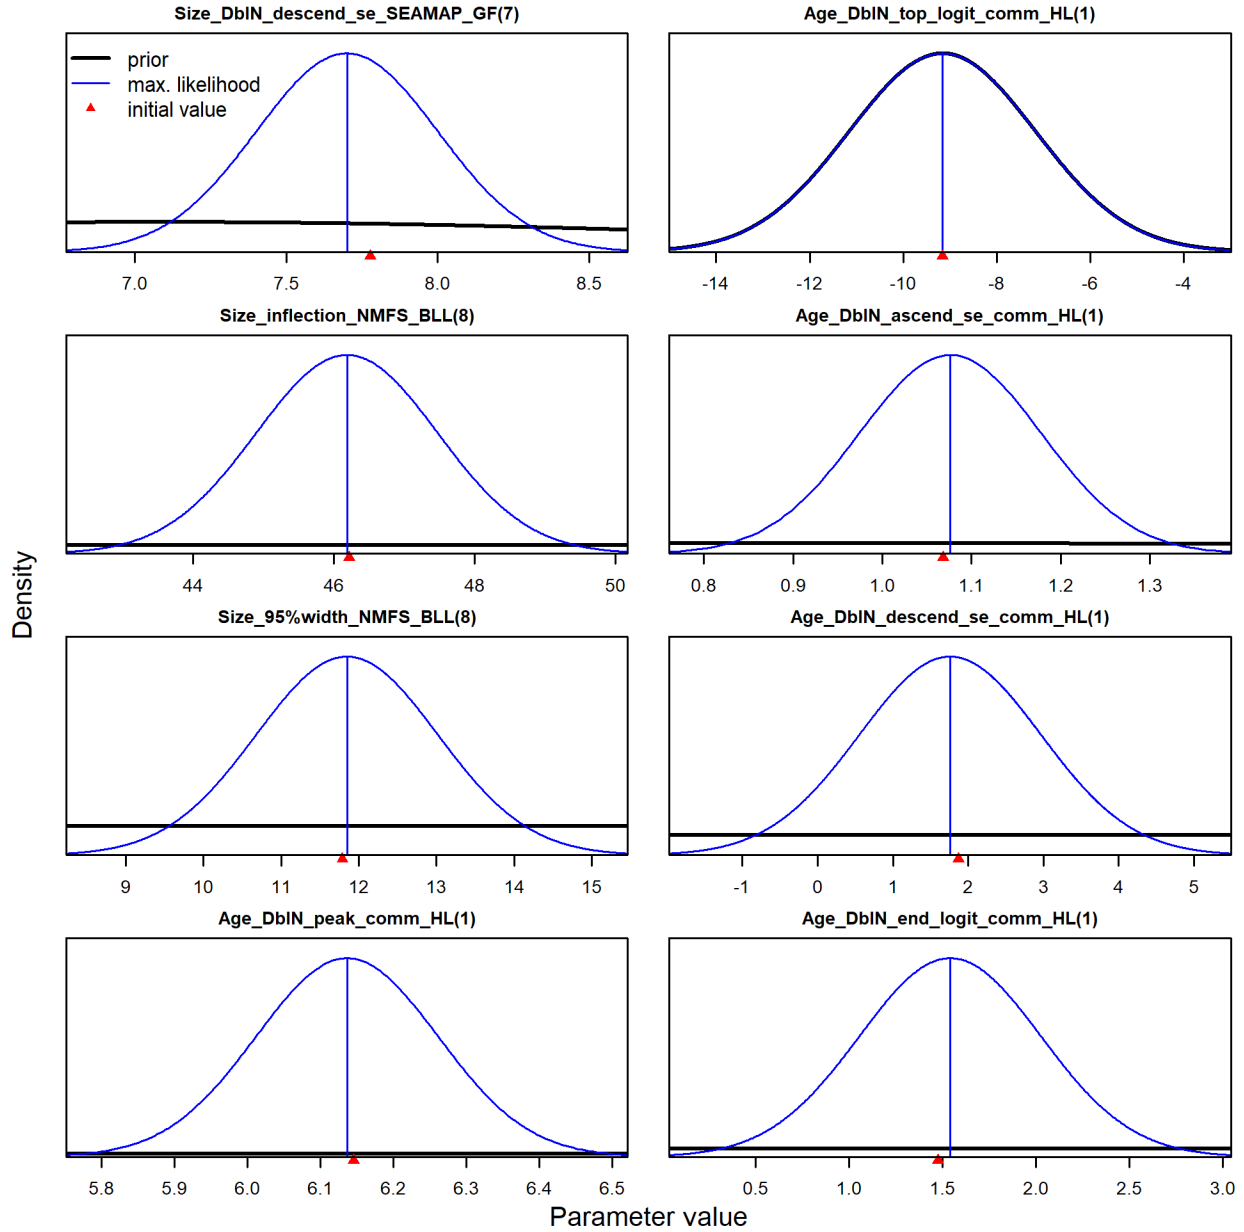 Size_DblN_descend_se_SEAMAP_GF(7)
prior
max. likelihood
initial value
7.0 7.5 8.0 8.5
Age_DblN_top_logit_comm_HL(1)
-14 -12 -10 -8 -6 -4
Size_inflection_NMFS_BLL(8)
44 46 48 50
Age_DblN_ascend_se_comm_HL(1)
0.8 0.9 1.0 1.1 1.2 1.3
Size_95%width_NMFS_BLL(8)
9 10 11 12 13 14 15
Age_DblN_descend_se_comm_HL(1)
-1 0 1 2 3 4 5
Age_DblN_peak_comm_HL(1)
5.8 5.9 6.0 6.1 6.2 6.3 6.4 6.5
Age_DblN_end_logit_comm_HL(1)
0.5 1.0 1.5 2.0 2.5 3.0
Density
Parameter value